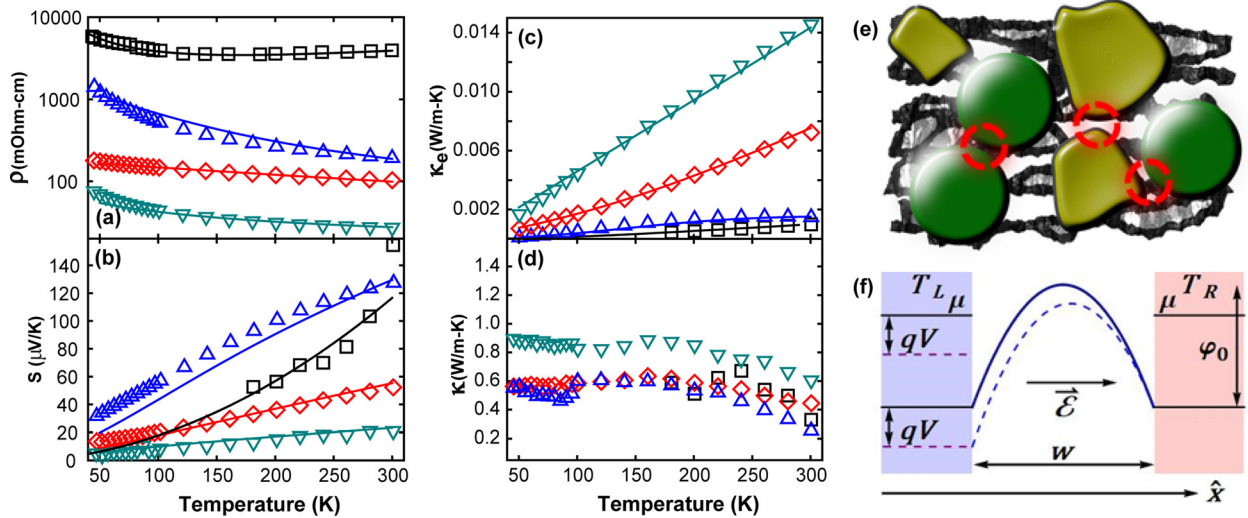 10000
1000
100
ρ(mOhm-cm)
(a)
(b)
140
120
100
80
60
40
20
0
S (μV/K)
50 100 150 200 250 300
Temperature (K)
(c)
0.014
0.010
0.006
0.002
κe(W/m-K)
(d)
1.4
1.2
1.0
0.8
0.6
0.4
0.2
κ(W/m-K)
50 100 150 200 250 300
Temperature (K)
(e)
(f)
T_L μ
μ T_R
qV
φ₀
ℰ⃗
qV
w
x̂